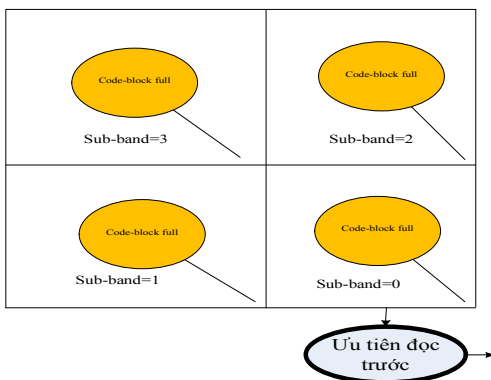 Code-block full
Code-block full
Sub-band=3
Sub-band=2
Code-block full
Code-block full
Sub-band=1
Sub-band=0
Ưu tiên đọc
trước